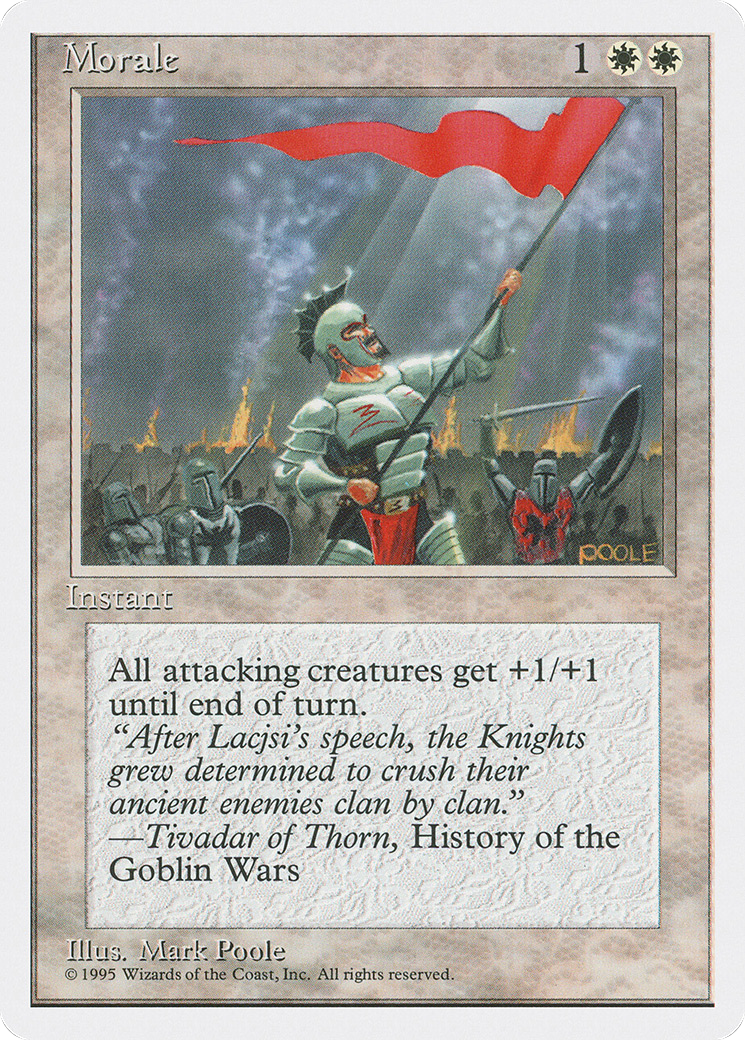 Morale 1
POOLE
Instant
All attacking creatures get +1/+1
until end of turn.
“After Lacjsi’s speech, the Knights
grew determined to crush their
ancient enemies clan by clan.”
—Tivadar of Thorn, History of the
Goblin Wars
Illus. Mark Poole
© 1995 Wizards of the Coast, Inc. All rights reserved.